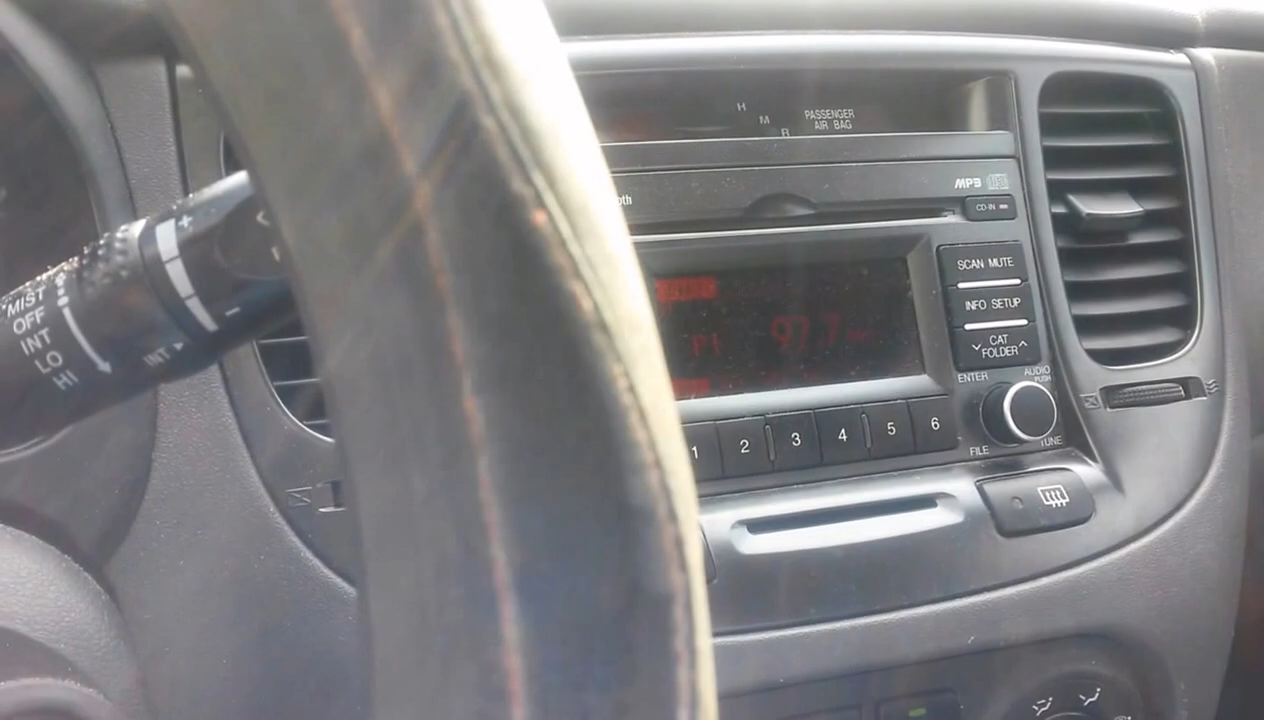 H
M
R
PASSENGER
AIR BAG
oth
MP3
CD-IN
SCAN MUTE
INFO SETUP
CAT
FOLDER
ENTER
AUDIO
PUSH
FILE
TUNE
P1 97.7
1 2 3 4 5 6
MIST
OFF
INT
LO
HI
+
-
INT